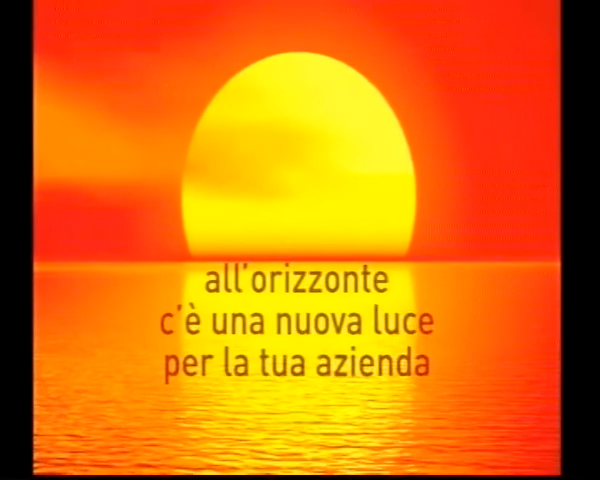 all'orizzonte
c'è una nuova luce
per la tua azienda